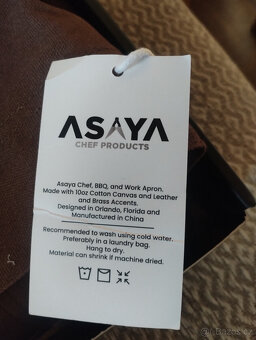 ASAYA
CHEF PRODUCTS
Asaya Chef, BBQ, and Work Apron.
Made with 10oz Cotton Canvas and Leather
and Brass Accents.
Designed in Orlando, Florida and
Manufactured in China
Recommended to wash using cold water.
Preferably in a laundry bag.
Hang to dry.
Material can shrink if machine dried.